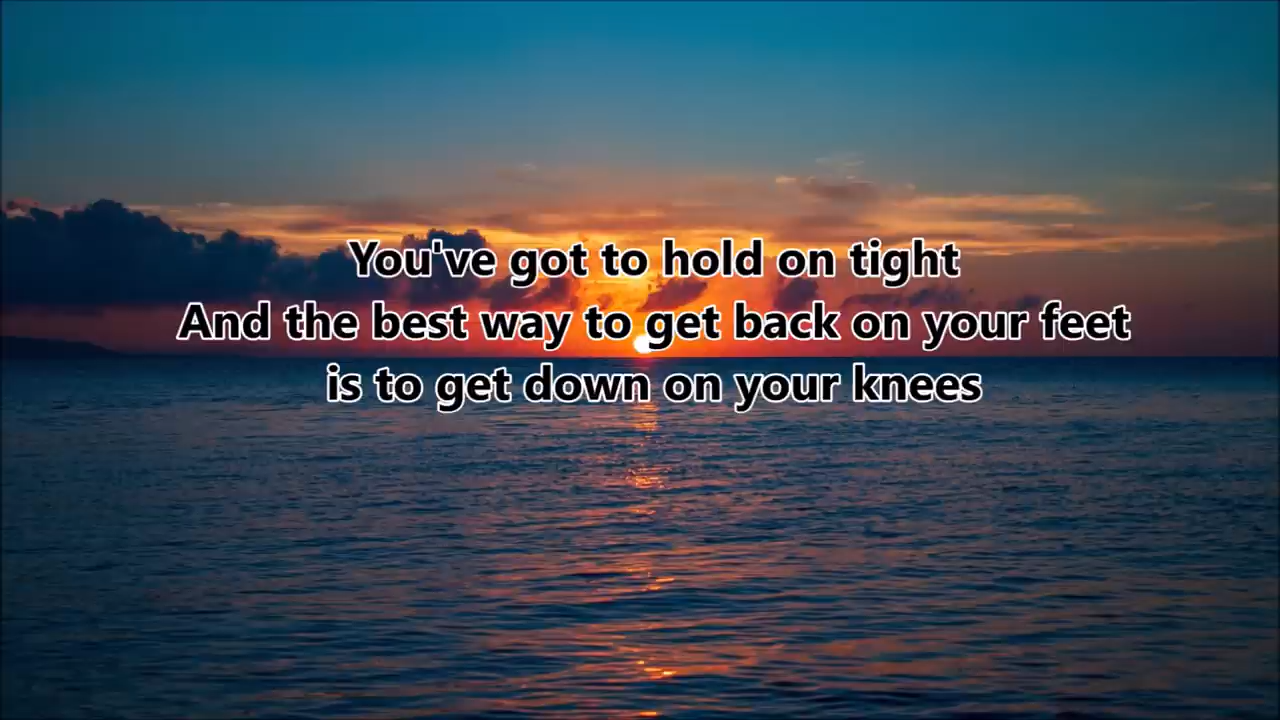 You've got to hold on tight
And the best way to get back on your feet
is to get down on your knees